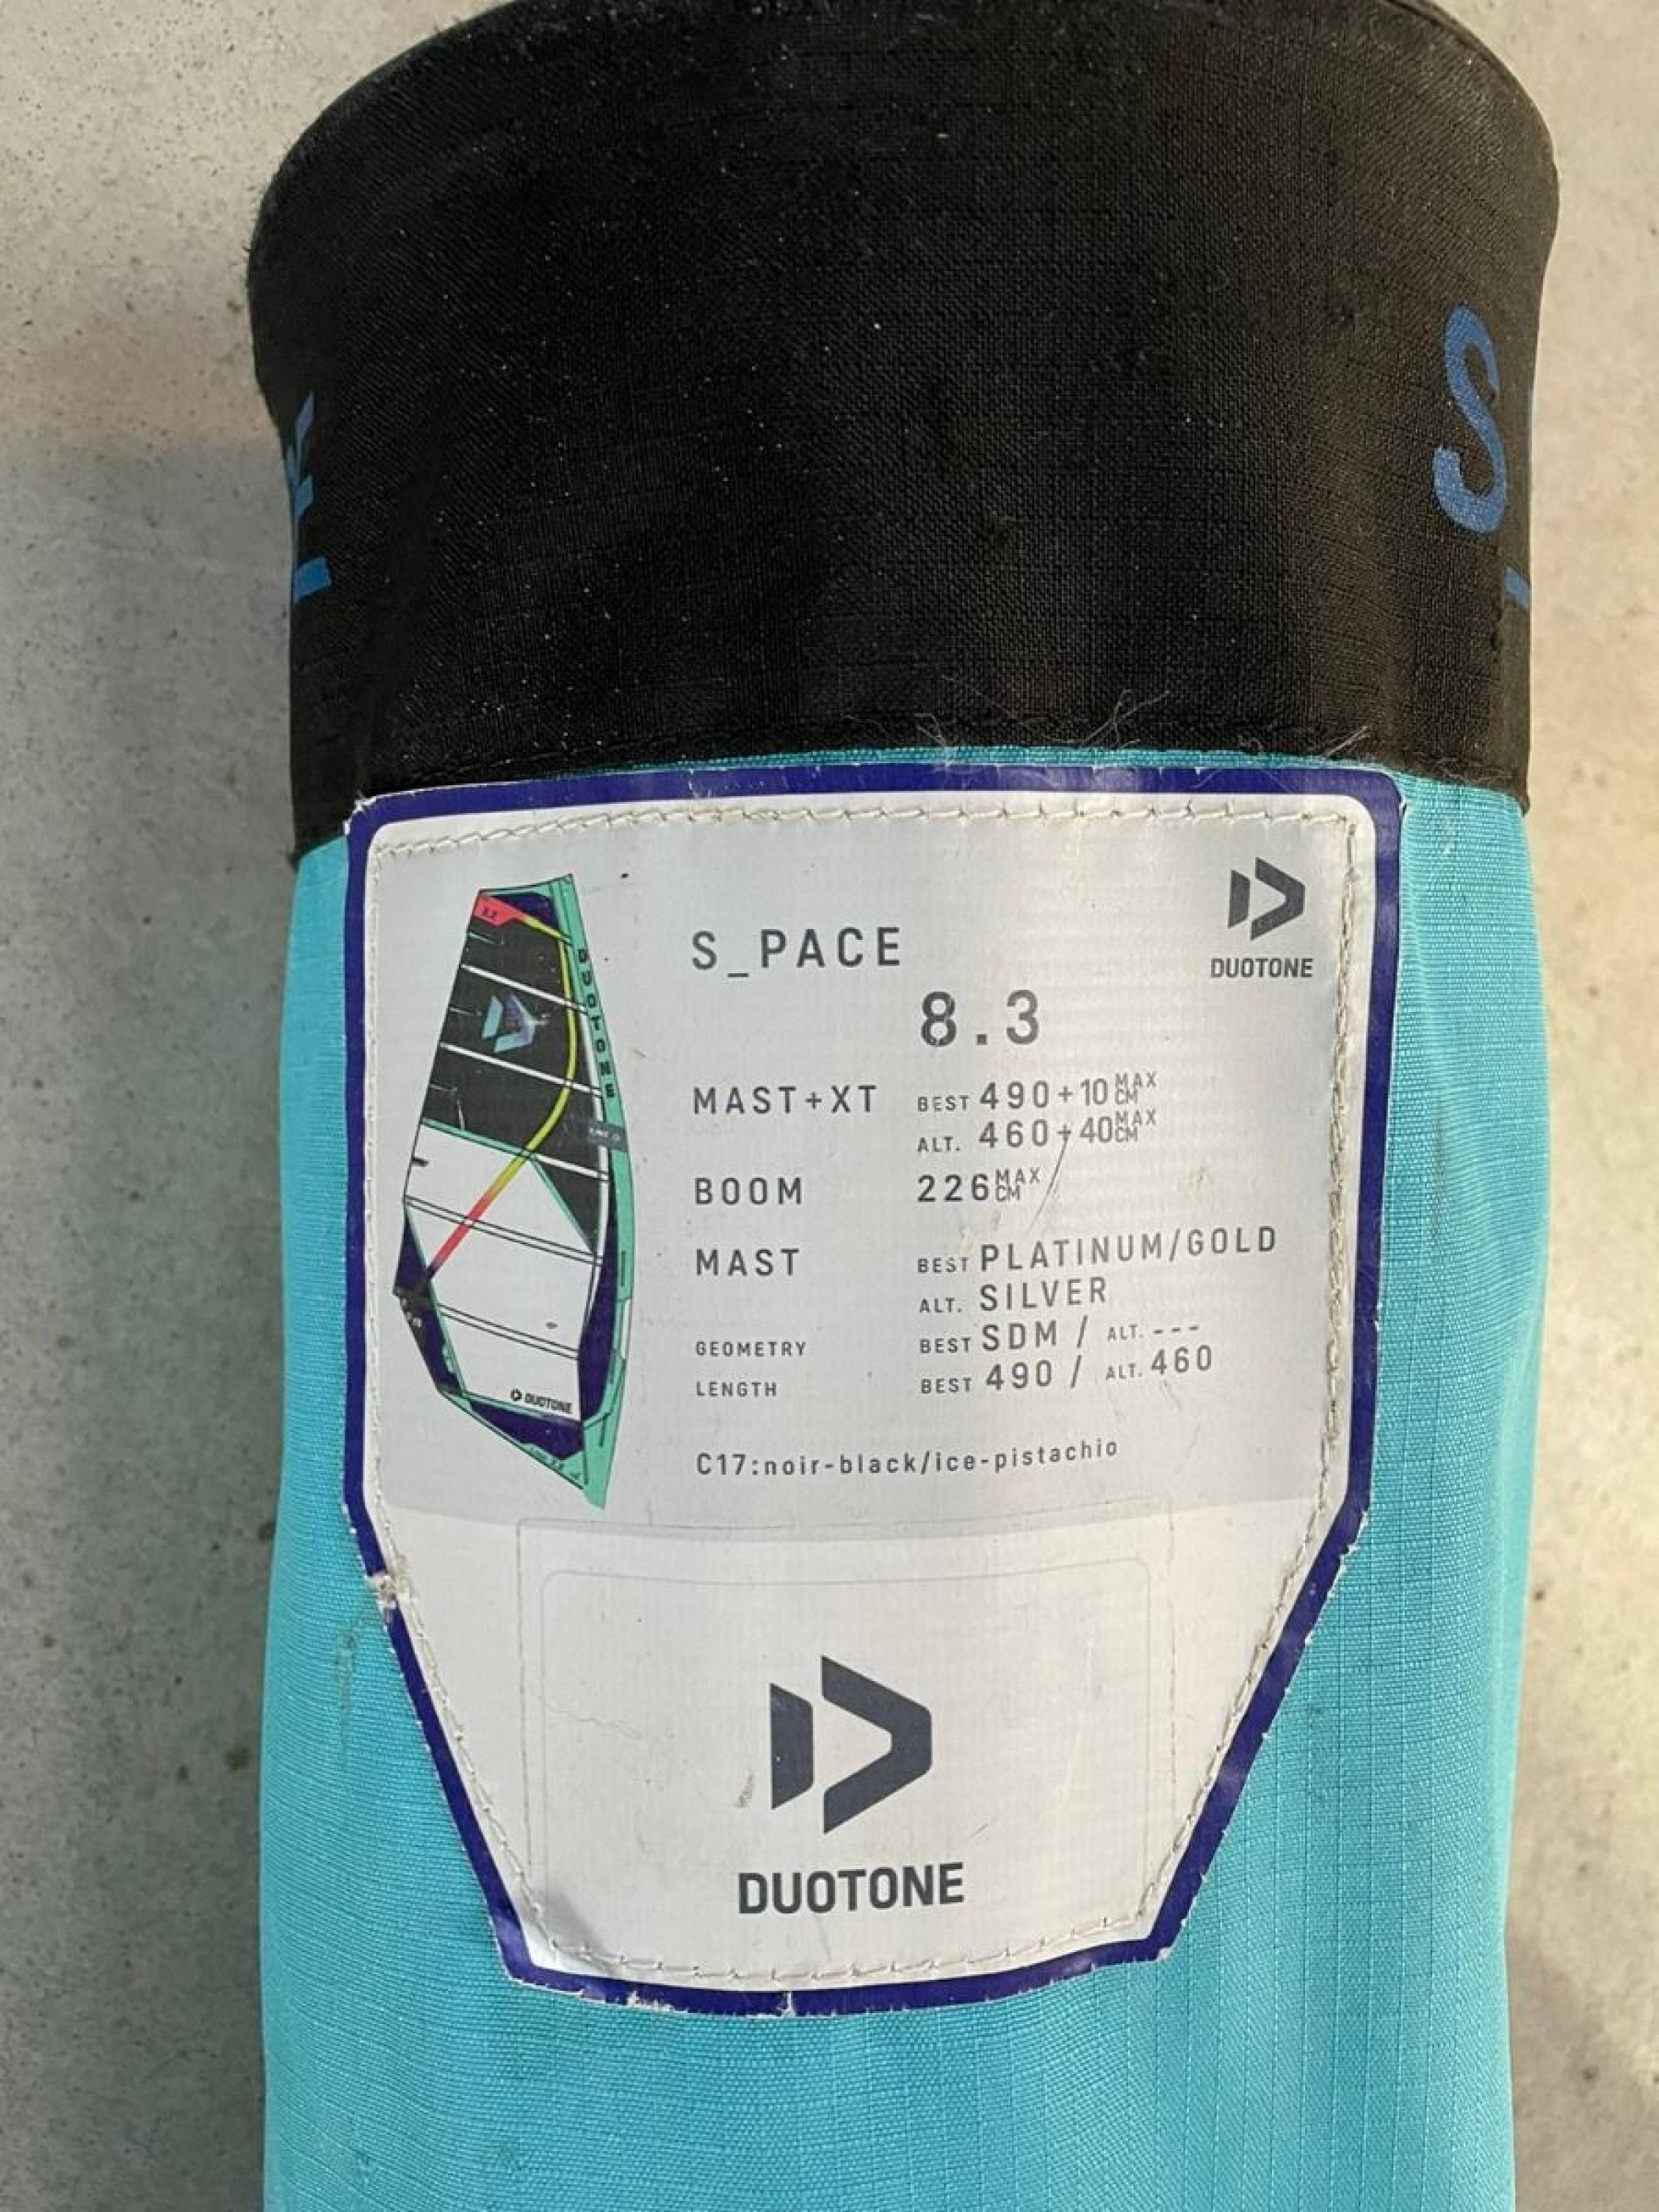 S
S_PACE
DUOTONE
8.3
MAST+XT BEST 490+10 MAX CM
ALT. 460+40 MAX CM
BOOM 226 MAX CM
MAST BEST PLATINUM/GOLD
ALT. SILVER
GEOMETRY BEST SDM / ALT. ---
LENGTH BEST 490 / ALT. 460
C17:noir-black/ice-pistachio
DUOTONE
DUOTONE
DUOTONE